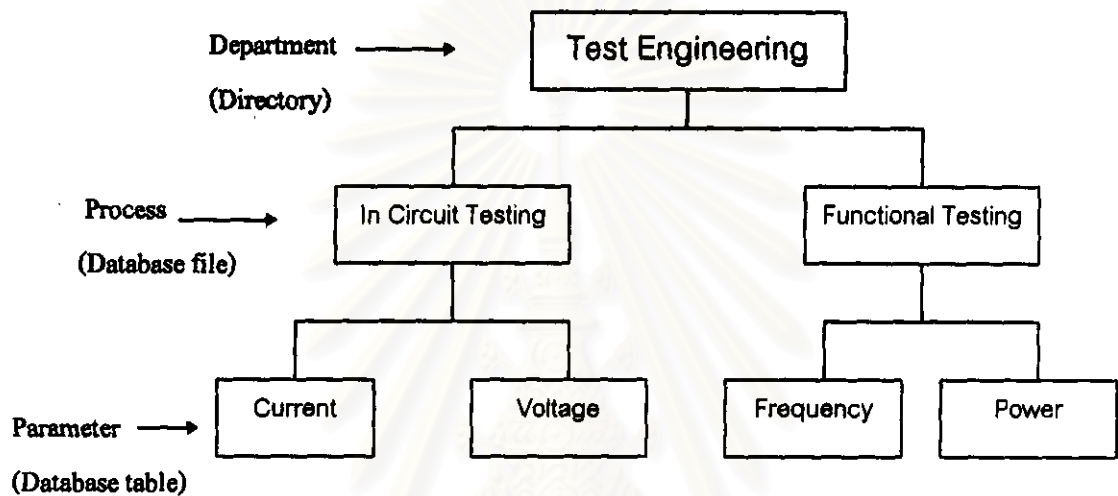 Department
(Directory)
Test Engineering
Process
(Database file)
In Circuit Testing
Functional Testing
Parameter
(Database table)
Current
Voltage
Frequency
Power